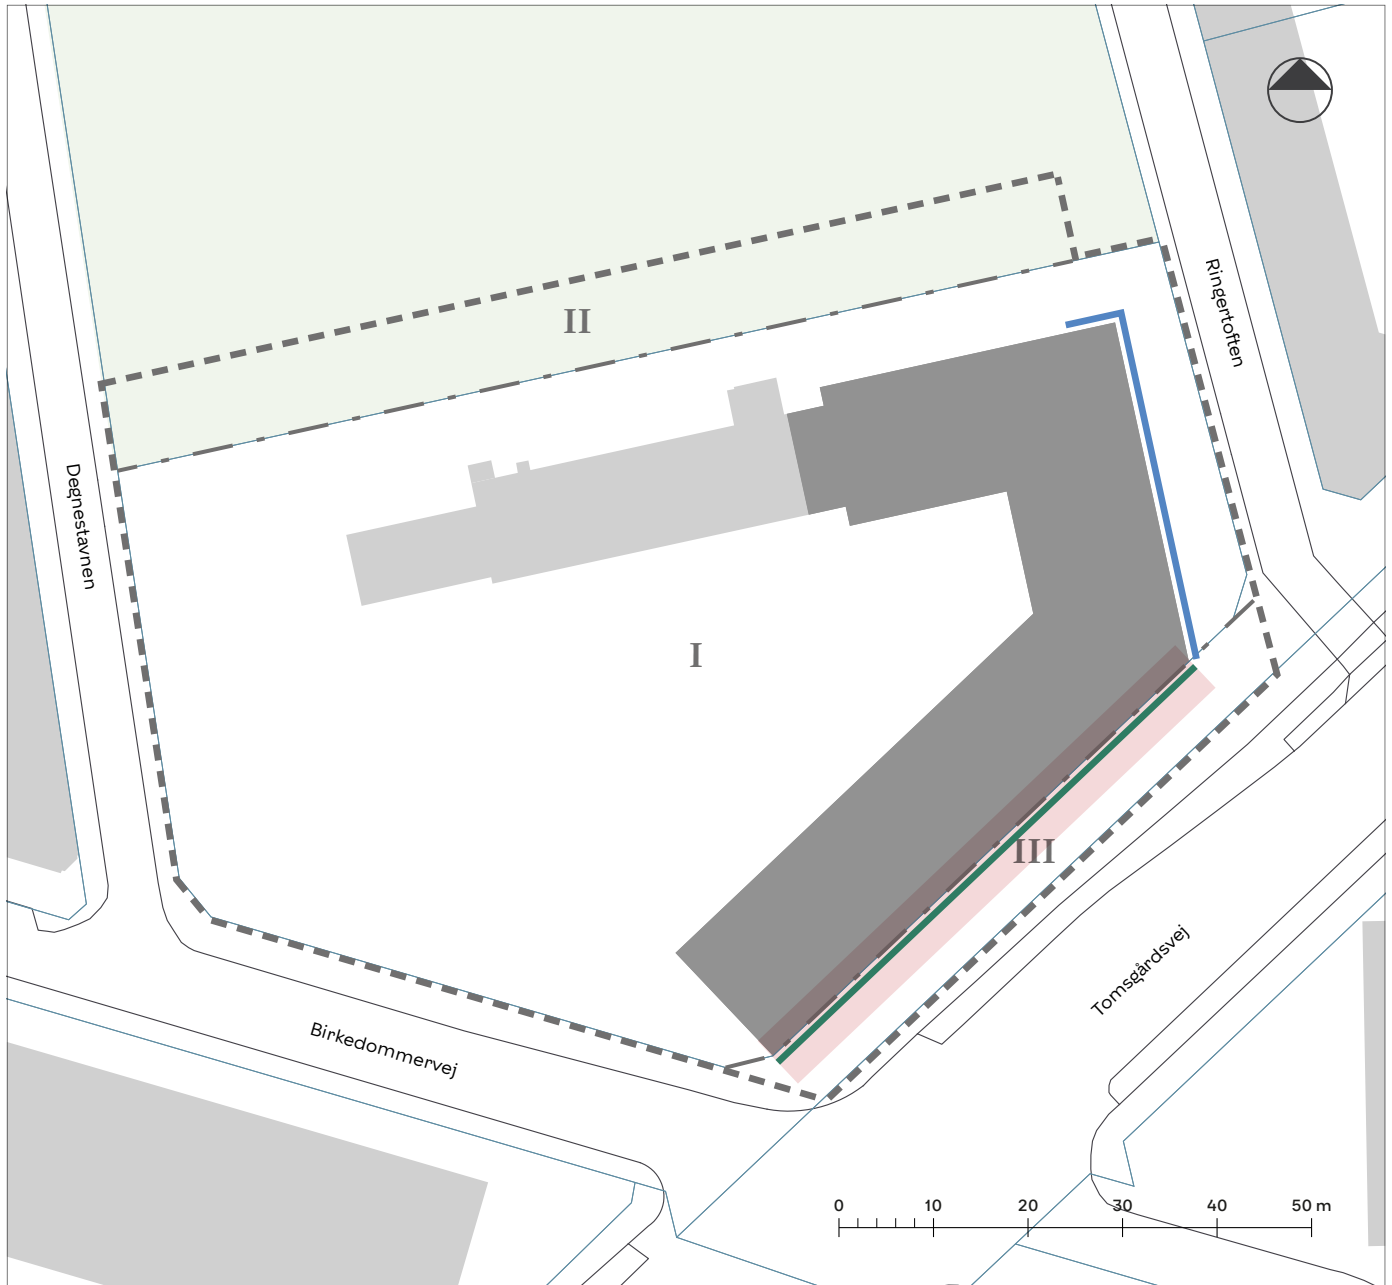 Ringertoften
II
Degnestavnen
I
III
Tomsgårdsvej
Birkedommervej
0 10 20 30 40 50 m